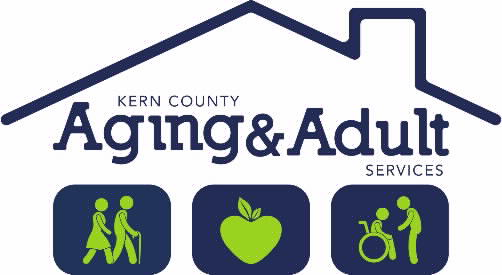 KERN COUNTY
Aging & Adult
SERVICES